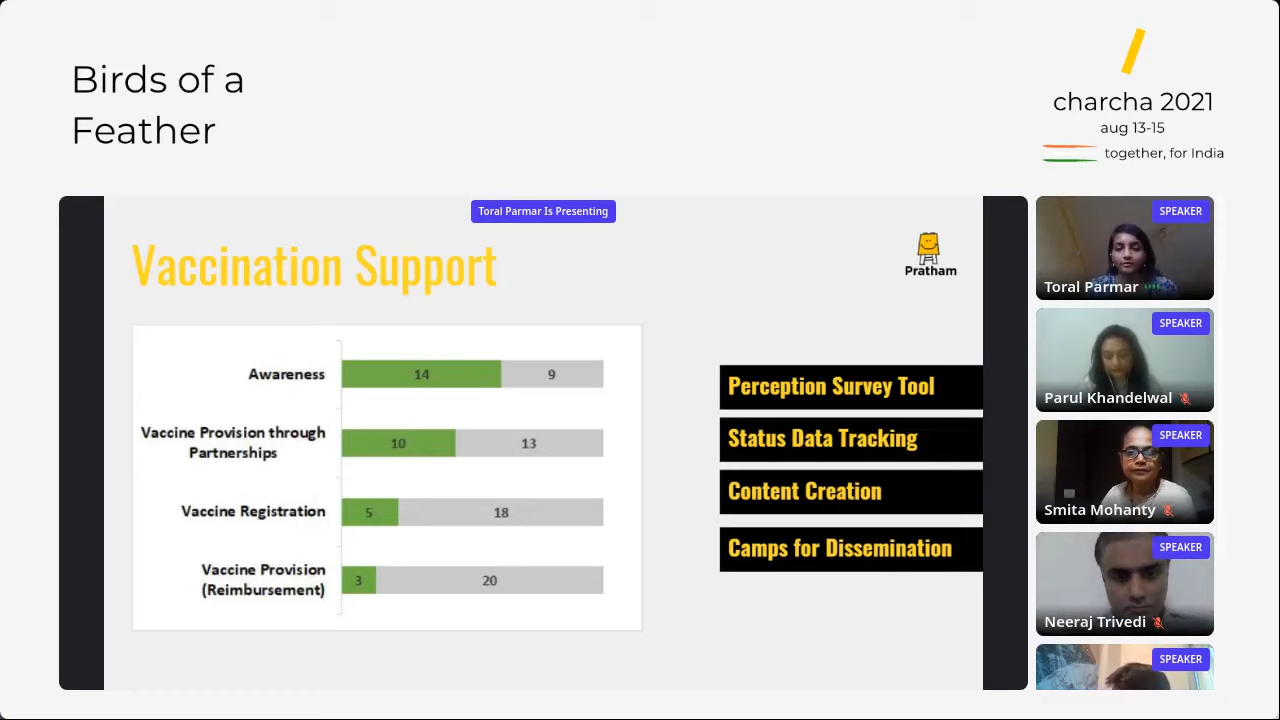 Birds of a
Feather
charcha 2021
aug 13-15
together, for India
Toral Parmar Is Presenting
Vaccination Support
Pratham
Awareness
14
9
Vaccine Provision through
Partnerships
10
13
Vaccine Registration
5
18
Vaccine Provision
(Reimbursement)
3
20
Perception Survey Tool
Status Data Tracking
Content Creation
Camps for Dissemination
SPEAKER
Toral Parmar
SPEAKER
Parul Khandelwal
SPEAKER
Smita Mohanty
SPEAKER
Neeraj Trivedi
SPEAKER